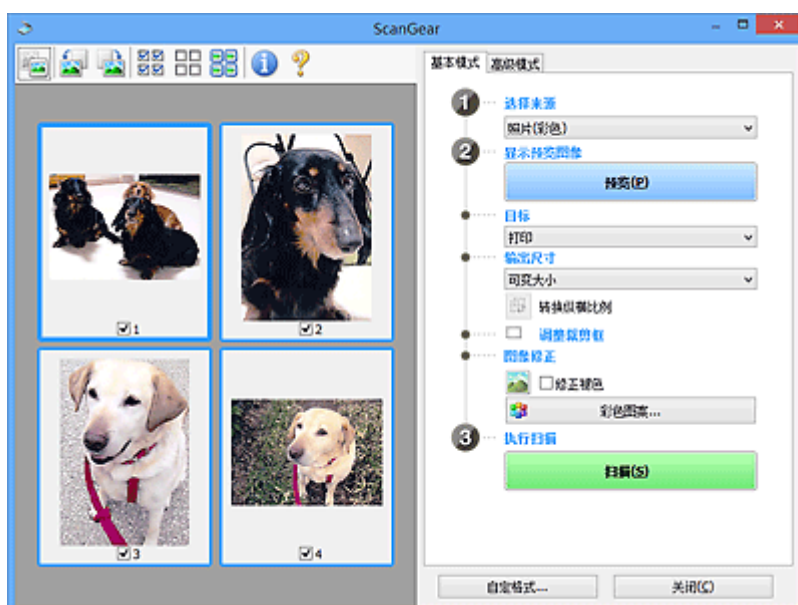 ScanGear
基本模式 高级模式
1 选择来源
照片(彩色)
2 显示预览图像
预览(P)
目标
打印
输出尺寸
可变大小
转换纵横比例
调整裁剪框
图像修正
修正褪色
彩色图案...
3 执行扫描
扫描(S)
1 2
3 4
自定格式... 关闭(C)